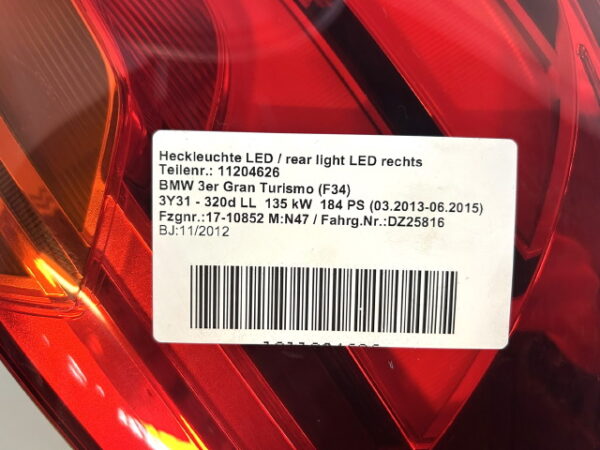 Heckleuchte LED / rear light LED rechts
Teilenr.: 11204626
BMW 3er Gran Turismo (F34)
3Y31 - 320d LL 135 kW 184 PS (03.2013-06.2015)
Fzgnr.:17-10852 M:N47 / Fahrg.Nr.:DZ25816
BJ:11/2012